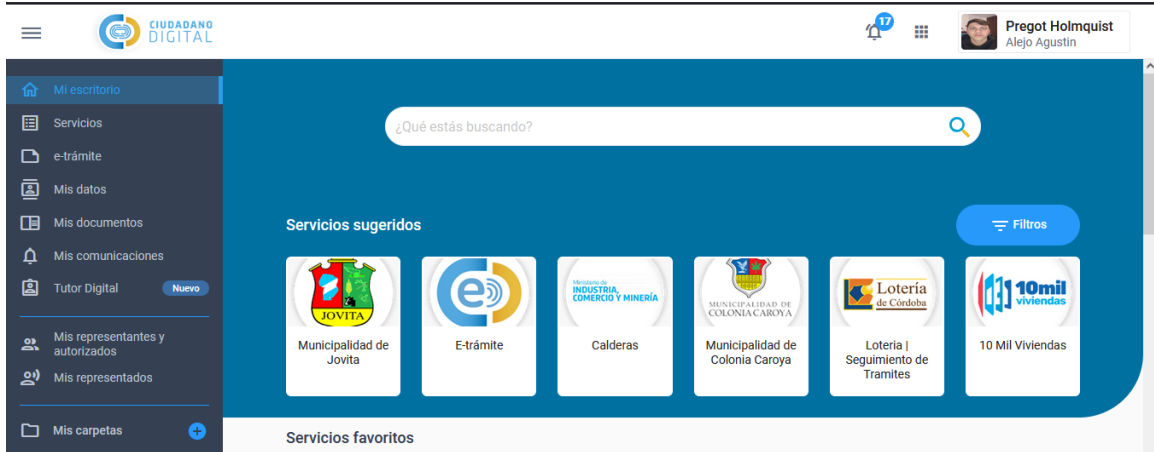 CIUDADANO
DIGITAL
17
Pregot Holmquist
Alejo Agustin
Mi escritorio
Servicios
e-trámite
Mis datos
Mis documentos
Mis comunicaciones
Tutor Digital
Nuevo
Mis representantes y
autorizados
Mis representados
Mis carpetas
¿Qué estás buscando?
Servicios sugeridos
Filtros
JOVITA
Municipalidad de
Jovita
E-trámite
Ministerio de
INDUSTRIA,
COMERCIO Y MINERÍA
Calderas
MUNICIPALIDAD DE
COLONIA CAROYA
Municipalidad de
Colonia Caroya
Lotería
de Córdoba
Loteria |
Seguimiento de
Tramites
10mil
viviendas
10 Mil Viviendas
Servicios favoritos